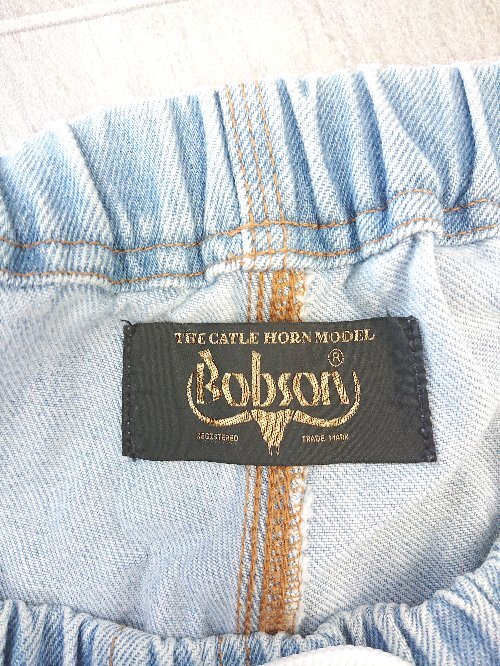 THE CATLE HORN MODEL
Bobson®
REGISTERED TRADE MARK